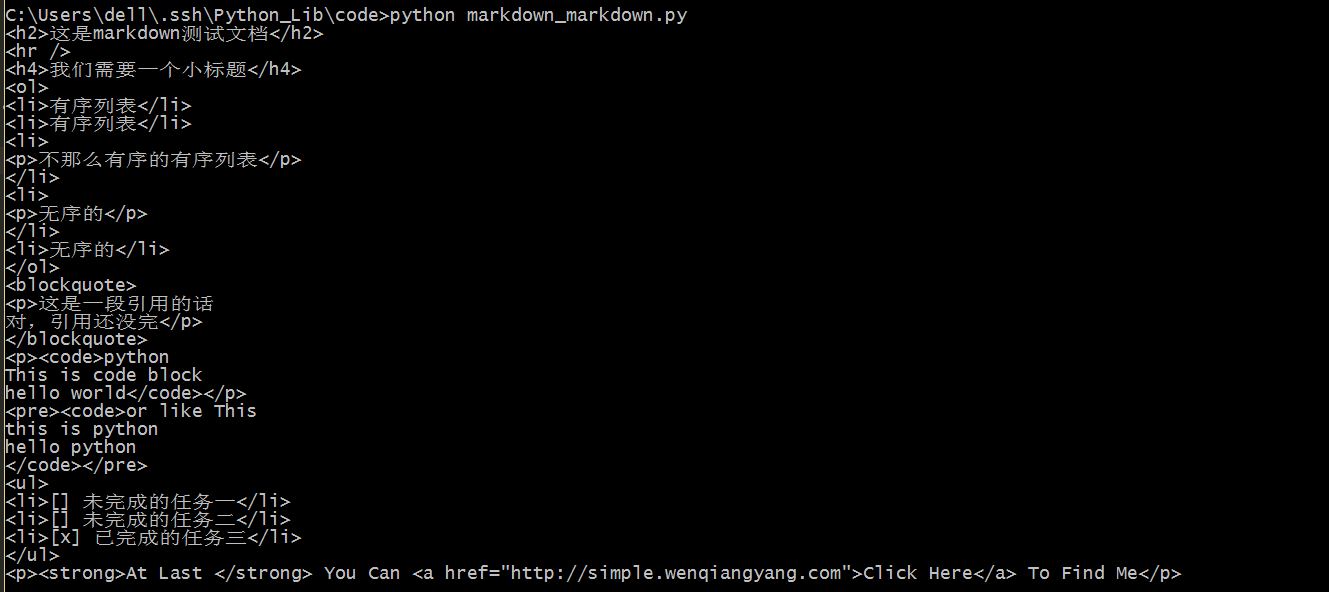 C:\Users\dell\.ssh\Python_Lib\code>python markdown_markdown.py
<h2>这是markdown测试文档</h2>
<hr />
<h4>我们需要一个小标题</h4>
<ol>
<li>有序列表</li>
<li>有序列表</li>
<li>
<p>不那么有序的有序列表</p>
</li>
<li>
<p>无序的</p>
</li>
<li>无序的</li>
</ol>
<blockquote>
<p>这是一段引用的话
对，引用还没完</p>
</blockquote>
<p><code>python
This is code block
hello world</code></p>
<pre><code>or like This
this is python
hello python
</code></pre>
<ul>
<li>[] 未完成的任务一</li>
<li>[] 未完成的任务二</li>
<li>[x] 已完成的任务三</li>
</ul>
<p><strong>At Last </strong> You Can <a href="http://simple.wenqiangyang.com">Click Here</a> To Find Me</p>